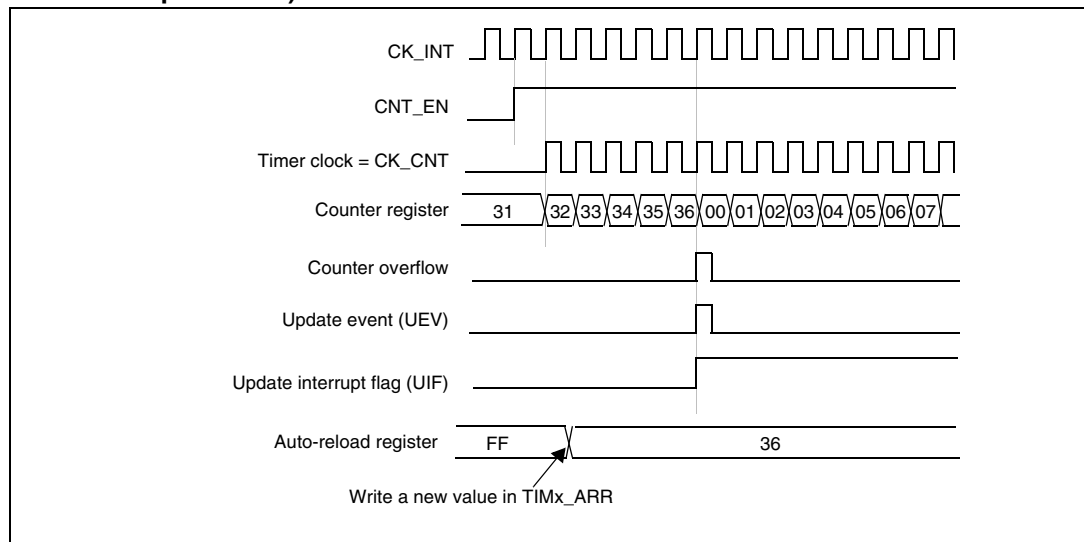 CK_INT
CNT_EN
Timer clock = CK_CNT
Counter register 31 32 33 34 35 36 00 01 02 03 04 05 06 07
Counter overflow
Update event (UEV)
Update interrupt flag (UIF)
Auto-reload register FF 36
Write a new value in TIMx_ARR